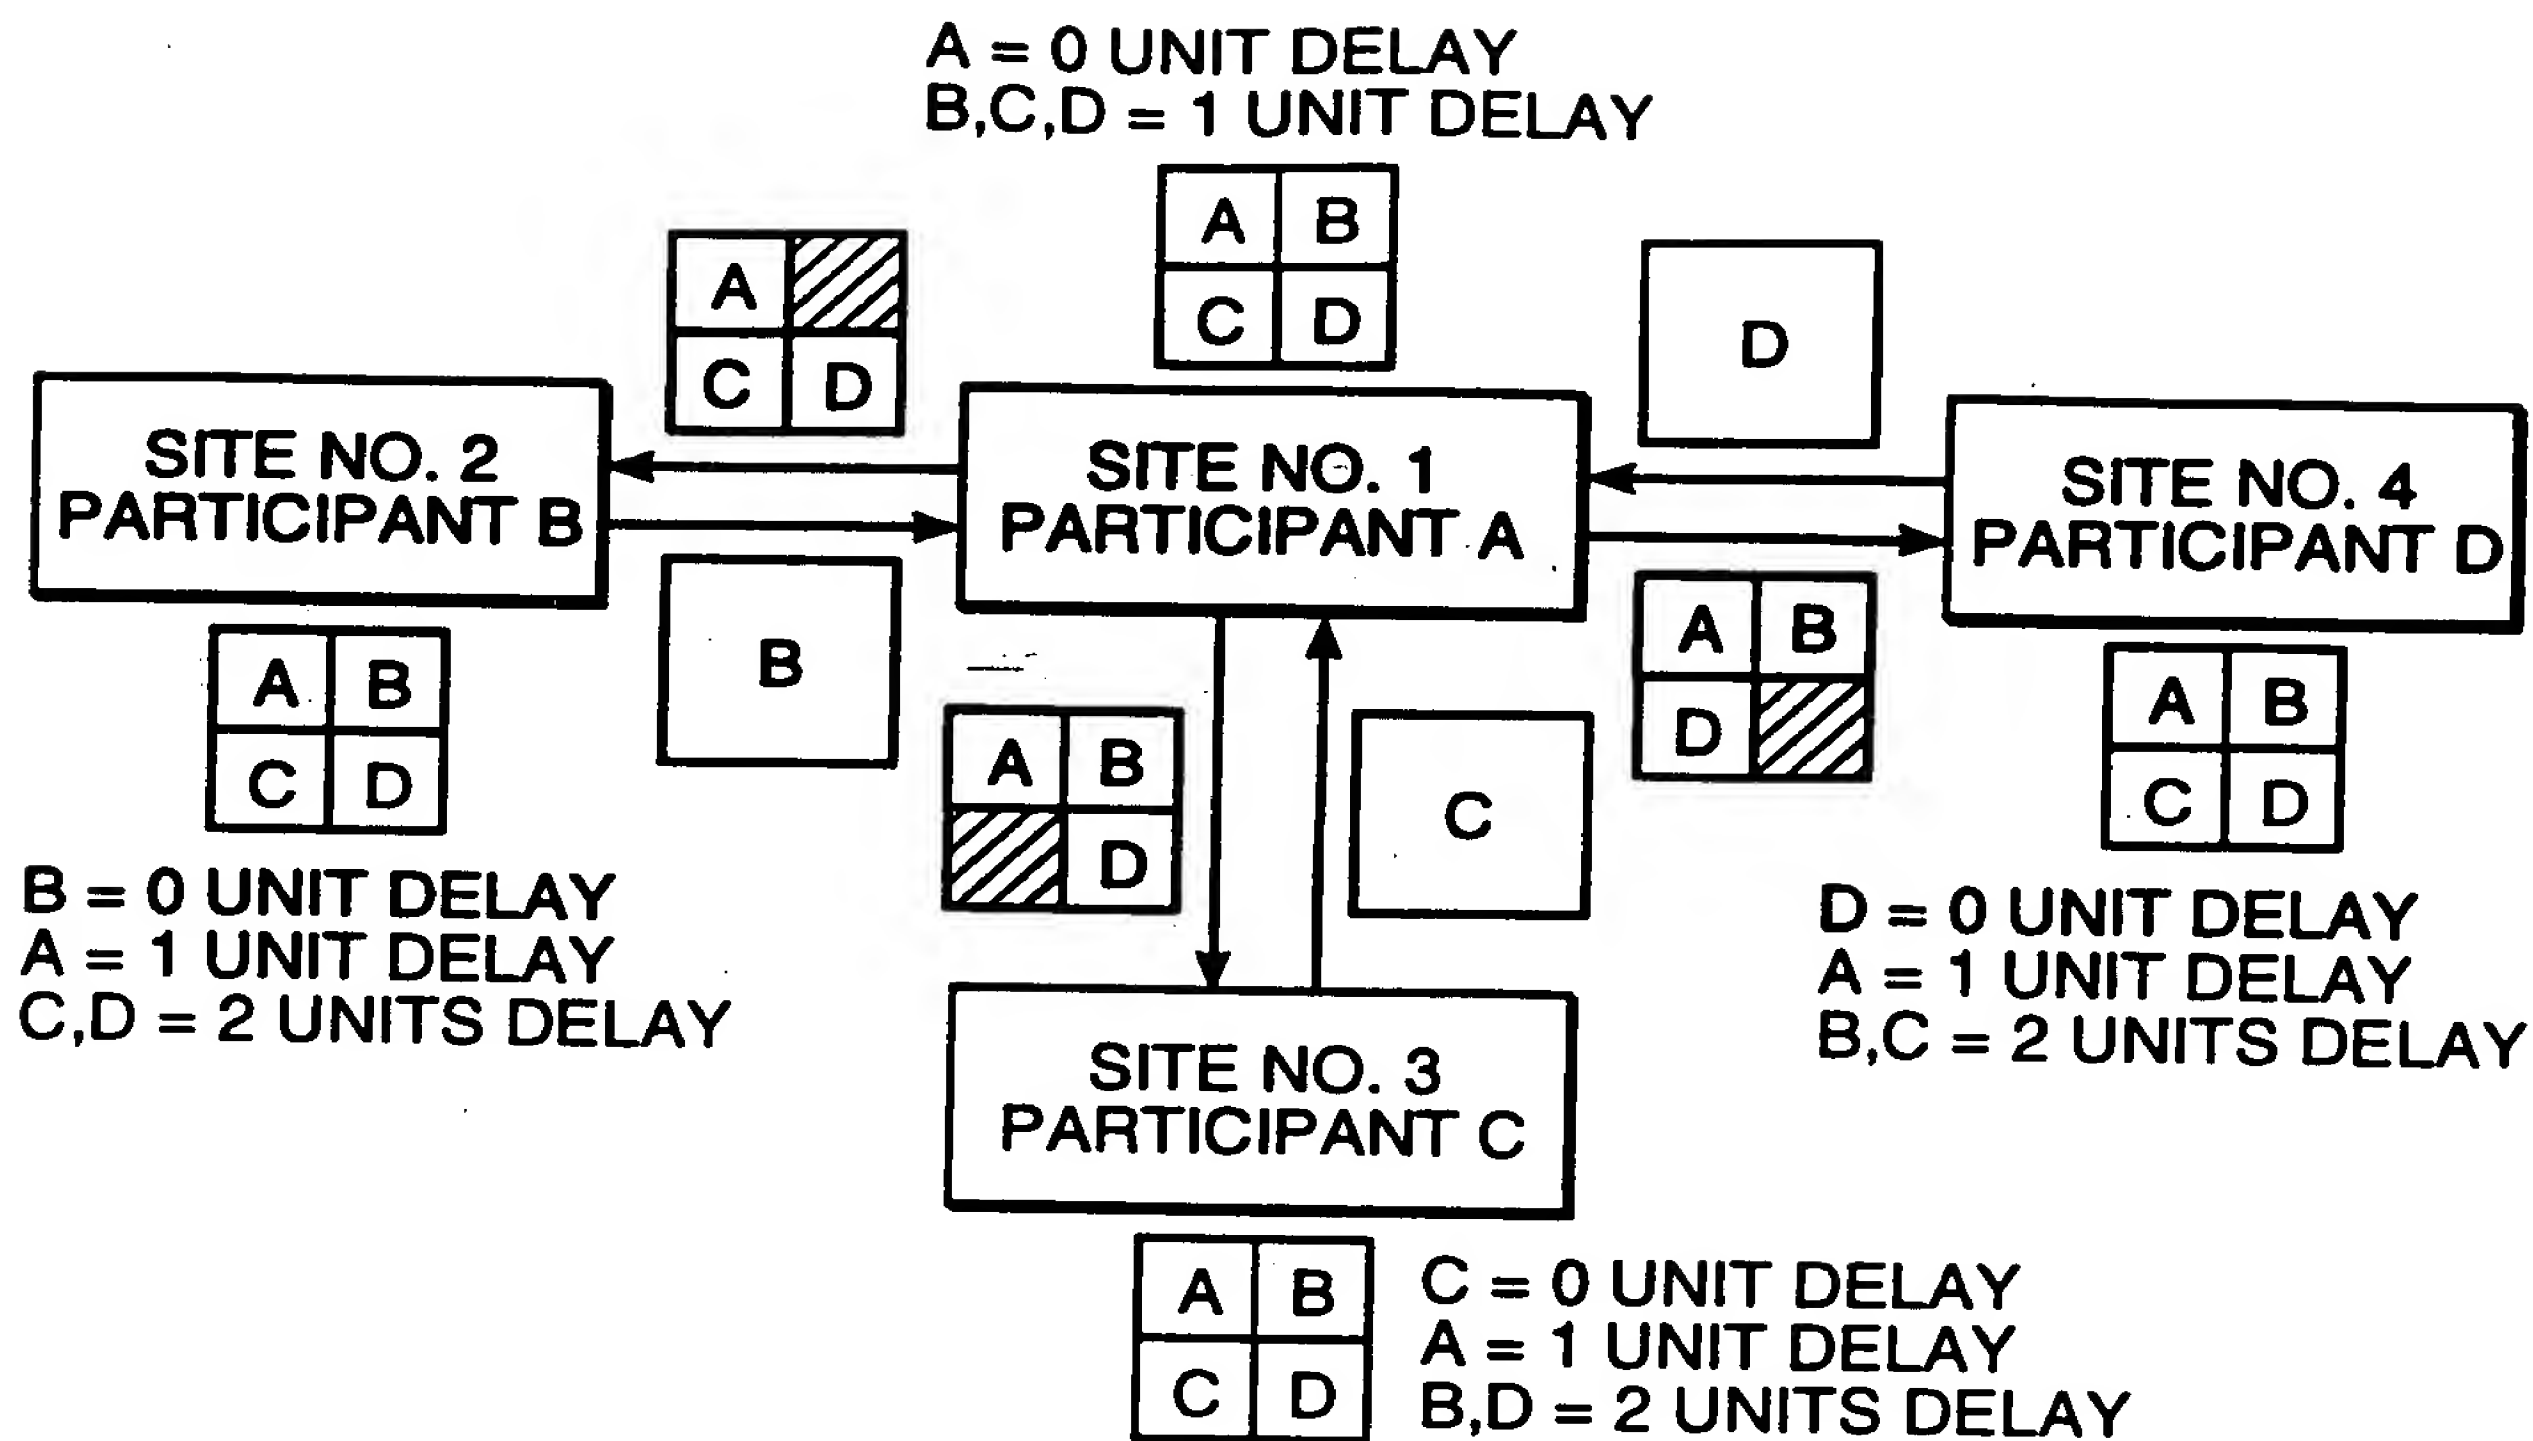 A = 0 UNIT DELAY
B,C,D = 1 UNIT DELAY
A B
C D
A
C D
D
SITE NO. 2
PARTICIPANT B
SITE NO. 1
PARTICIPANT A
SITE NO. 4
PARTICIPANT D
A B
C D
B
A B
D
C
A B
D
A B
C D
B = 0 UNIT DELAY
A = 1 UNIT DELAY
C,D = 2 UNITS DELAY
D = 0 UNIT DELAY
A = 1 UNIT DELAY
B,C = 2 UNITS DELAY
SITE NO. 3
PARTICIPANT C
A B
C D
C = 0 UNIT DELAY
A = 1 UNIT DELAY
B,D = 2 UNITS DELAY